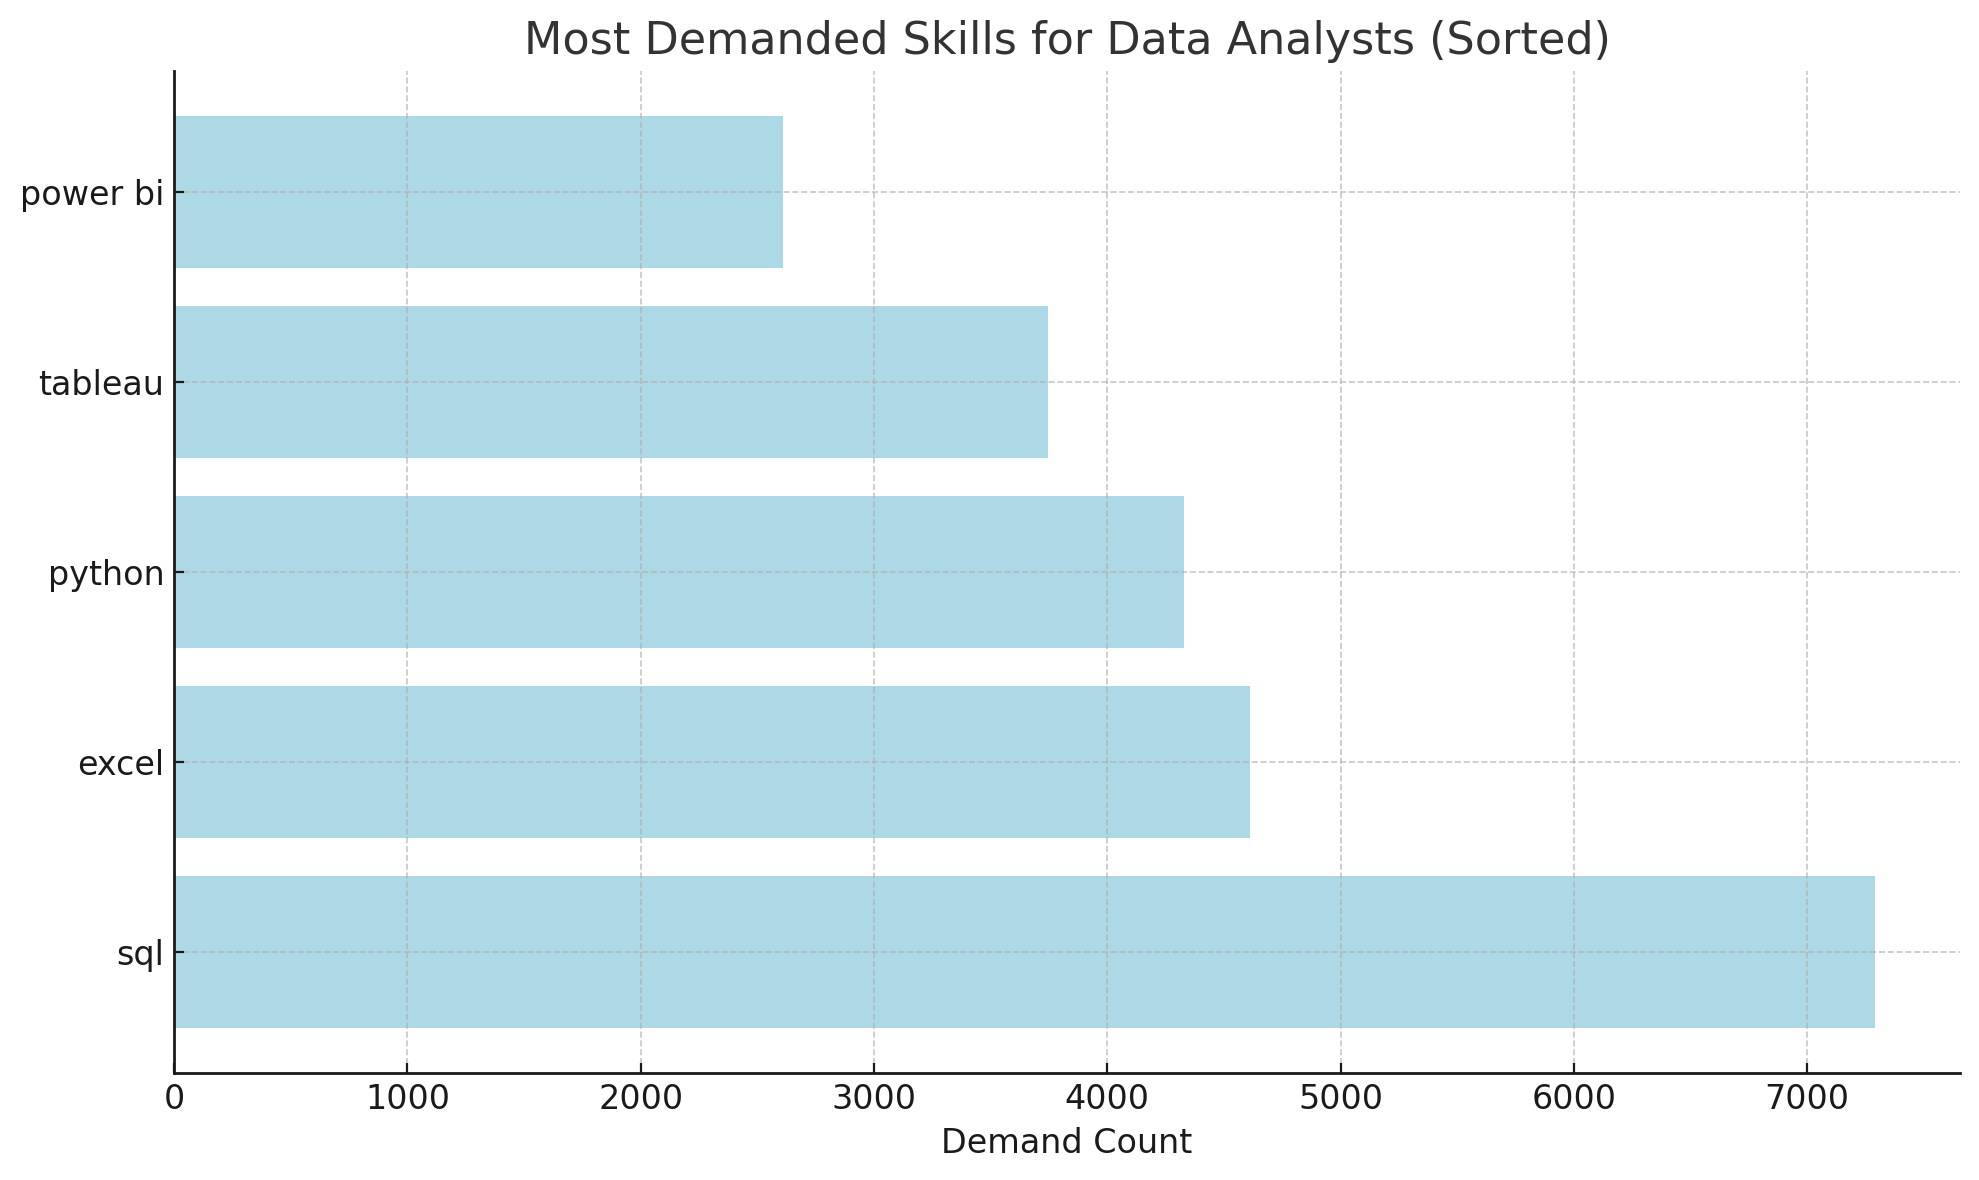 Most Demanded Skills for Data Analysts (Sorted)
power bi
tableau
python
excel
sql
0 1000 2000 3000 4000 5000 6000 7000
Demand Count